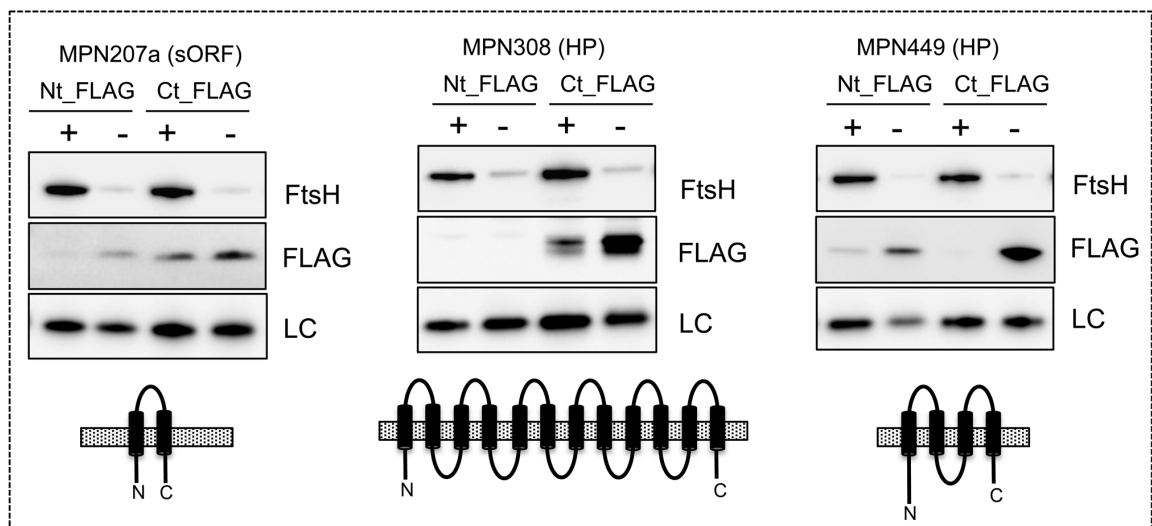 MPN207a (sORF)
Nt_FLAG Ct_FLAG
+ - + -
FtsH
FLAG
LC
N C
MPN308 (HP)
Nt_FLAG Ct_FLAG
+ - + -
FtsH
FLAG
LC
N C
MPN449 (HP)
Nt_FLAG Ct_FLAG
+ - + -
FtsH
FLAG
LC
N C